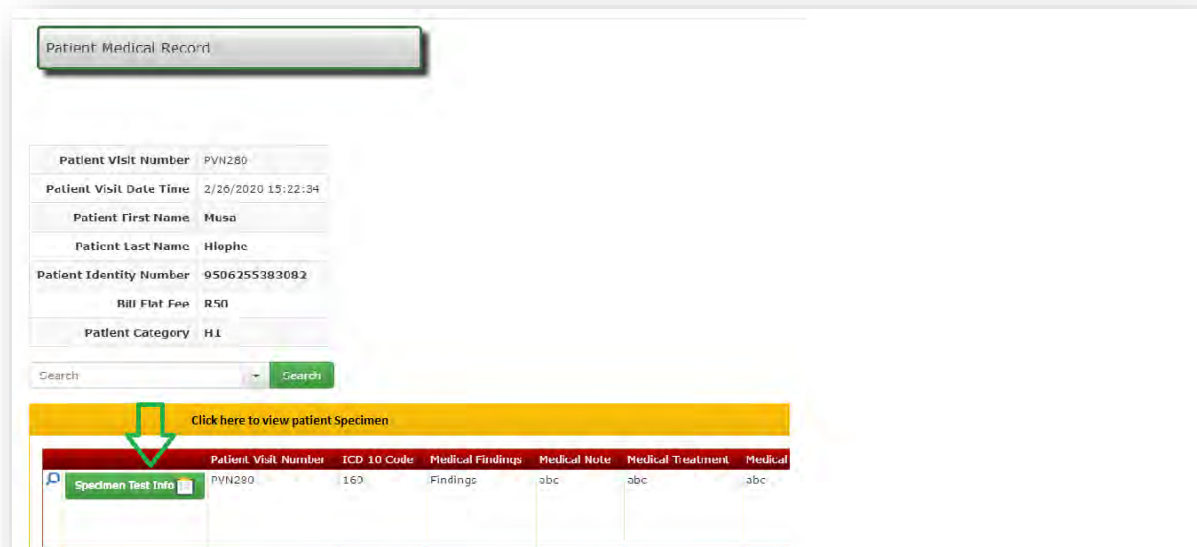 Patient Medical Record
Patient Visit Number PVN280
Patient Visit Date Time 2/26/2020 15:22:34
Patient First Name Musa
Patient Last Name Hlophe
Patient Identity Number 9506255383082
Bill Flat Fee R50
Patient Category H1
Search Search
Click here to view patient Specimen
Patient Visit Number ICD 10 Code Medical Findings Medical Note Medical Treatment Medical
Specimen Test Info PVN280 160 Findings abc abc abc